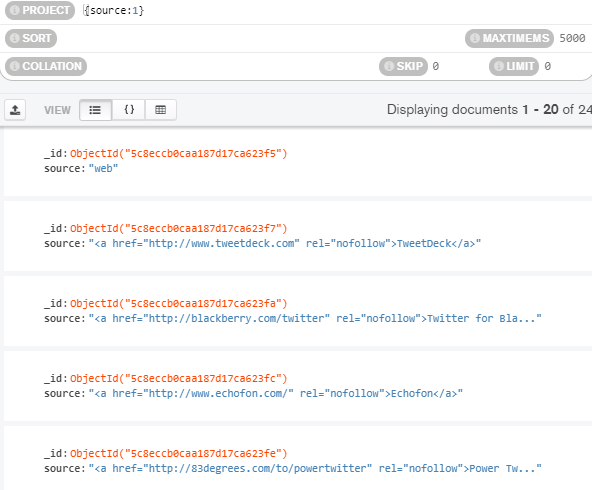 PROJECT {source:1}
SORT MAXTIMEMS 5000
COLLATION SKIP 0 LIMIT 0
VIEW { } Displaying documents 1 - 20 of 24
_id: ObjectId("5c8eccb0caa187d17ca623f5")
source: "web"
_id: ObjectId("5c8eccb0caa187d17ca623f7")
source: "<a href="http://www.tweetdeck.com" rel="nofollow">TweetDeck</a>"
_id: ObjectId("5c8eccb0caa187d17ca623fa")
source: "<a href="http://blackberry.com/twitter" rel="nofollow">Twitter for Bla..."
_id: ObjectId("5c8eccb0caa187d17ca623fc")
source: "<a href="http://www.echofon.com/" rel="nofollow">Echofon</a>"
_id: ObjectId("5c8eccb0caa187d17ca623fe")
source: "<a href="http://83degrees.com/to/powertwitter" rel="nofollow">Power Tw..."